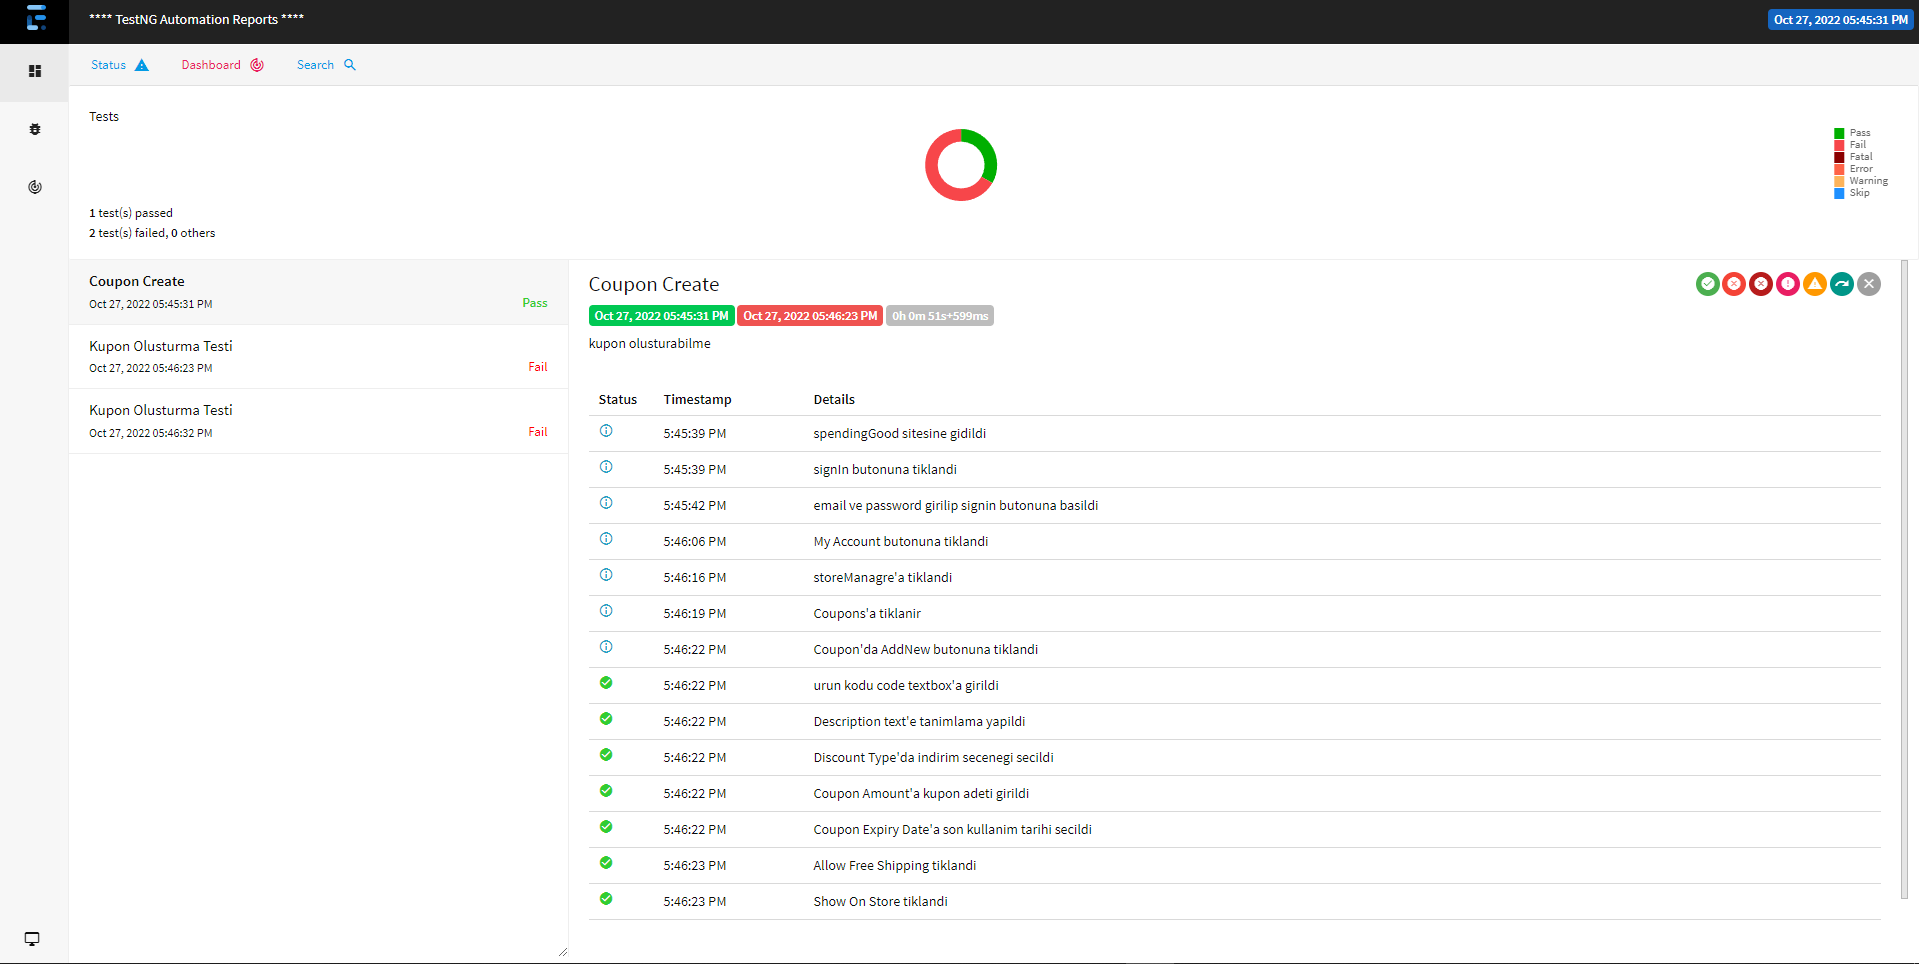 **** TestNG Automation Reports ****
Oct 27, 2022 05:45:31 PM
Status
Dashboard
Search
Tests
Pass
Fail
Fatal
Error
Warning
Skip
1 test(s) passed
2 test(s) failed, 0 others
Coupon Create
Oct 27, 2022 05:45:31 PM
Pass
Kupon Olusturma Testi
Oct 27, 2022 05:46:23 PM
Fail
Kupon Olusturma Testi
Oct 27, 2022 05:46:32 PM
Fail
Coupon Create
Oct 27, 2022 05:45:31 PM Oct 27, 2022 05:46:23 PM 0h 0m 51s+599ms
kupon olusturabilme
Status Timestamp Details
5:45:39 PM spendingGood sitesine gidildi
5:45:39 PM signIn butonuna tiklandi
5:45:42 PM email ve password girilip signin butonuna basildi
5:46:06 PM My Account butonuna tiklandi
5:46:16 PM storeManagre'a tiklandi
5:46:19 PM Coupons'a tiklanir
5:46:22 PM Coupon'da AddNew butonuna tiklandi
5:46:22 PM urun kodu code textbox'a girildi
5:46:22 PM Description text'e tanimlama yapildi
5:46:22 PM Discount Type'da indirim secenegi secildi
5:46:22 PM Coupon Amount'a kupon adeti girildi
5:46:22 PM Coupon Expiry Date'a son kullanim tarihi secildi
5:46:23 PM Allow Free Shipping tiklandi
5:46:23 PM Show On Store tiklandi